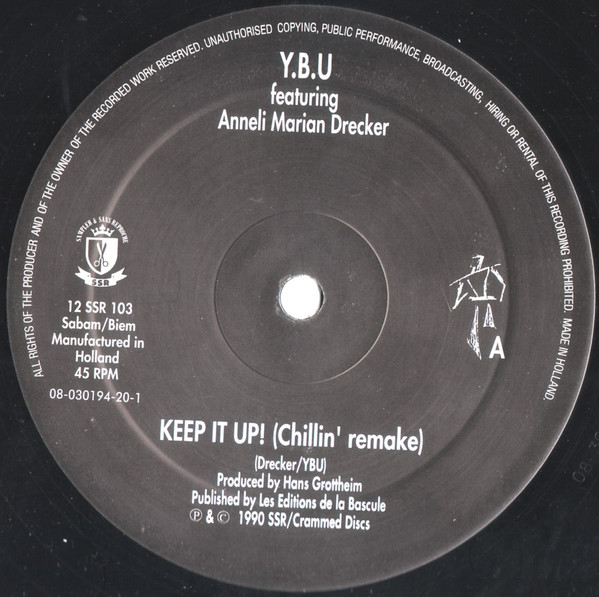 ALL RIGHTS OF THE PRODUCER AND OF THE OWNER OF THE RECORDED WORK RESERVED. UNAUTHORISED COPYING, PUBLIC PERFORMANCE, BROADCASTING, HIRING OR RENTAL OF THIS RECORDING PROHIBITED. MADE IN HOLLAND.
Y.B.U
featuring
Anneli Marian Drecker
SAMPLER & SANS REPROCHE
SSR
12 SSR 103
Sabam/Biem
Manufactured in
Holland
45 RPM
08-030194-20-1
A
KEEP IT UP! (Chillin' remake)
(Drecker/YBU)
Produced by Hans Grottheim
Published by Les Editions de la Bascule
℗ & © 1990 SSR/Crammed Discs